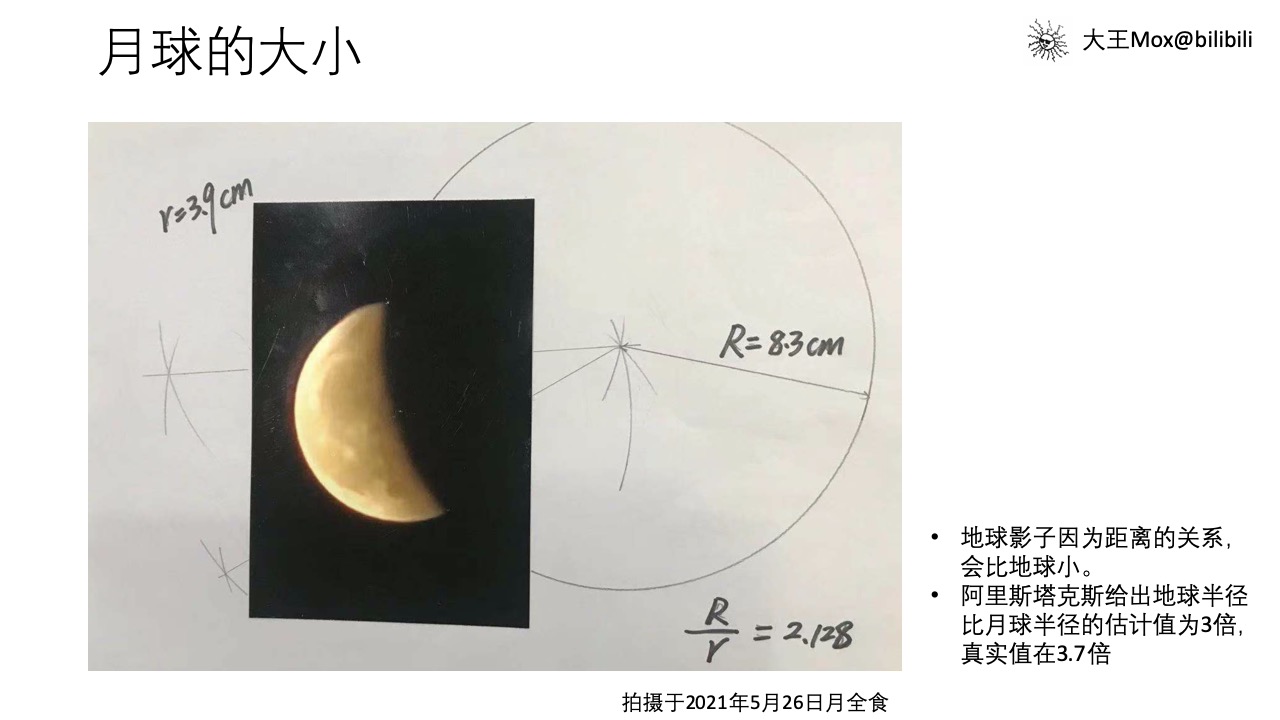 月球的大小
大王Mox@bilibili
r=3.9cm
R=8.3cm
R/r = 2.128
• 地球影子因为距离的关系，
会比地球小。
• 阿里斯塔克斯给出地球半径
比月球半径的估计值为3倍，
真实值在3.7倍
拍摄于2021年5月26日月全食